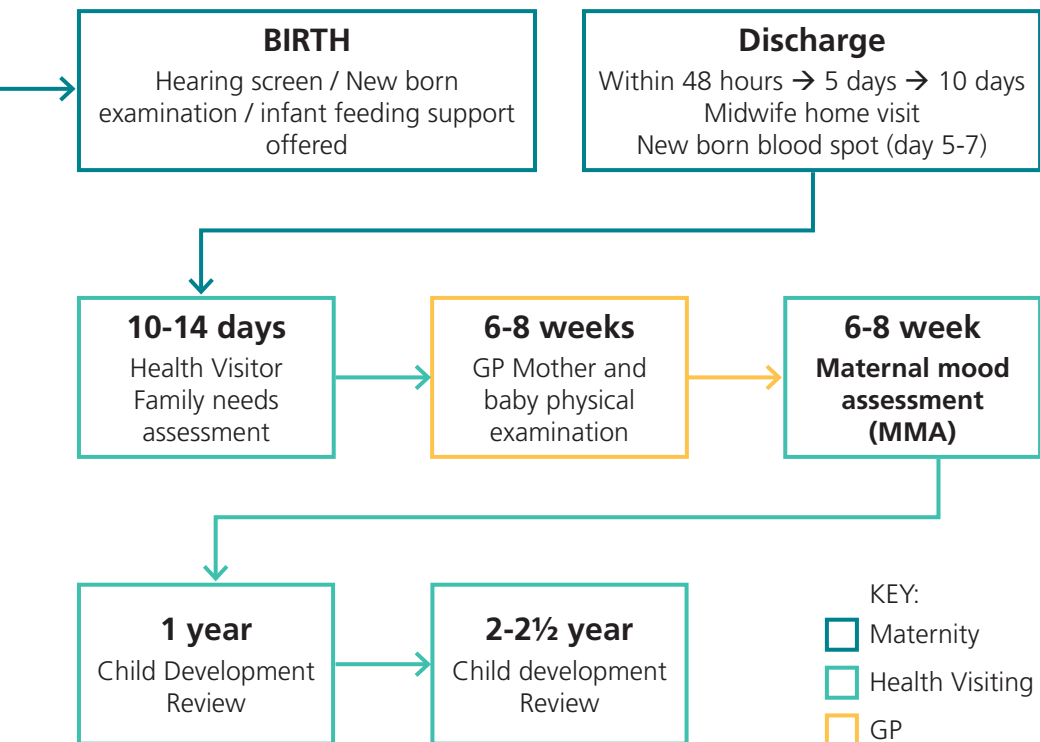 BIRTH
Hearing screen / New born
examination / infant feeding support
offered
Discharge
Within 48 hours → 5 days → 10 days
Midwife home visit
New born blood spot (day 5-7)
10-14 days
Health Visitor
Family needs
assessment
6-8 weeks
GP Mother and
baby physical
examination
6-8 week
Maternal mood
assessment
(MMA)
1 year
Child Development
Review
2-2½ year
Child development
Review
KEY:
Maternity
Health Visiting
GP